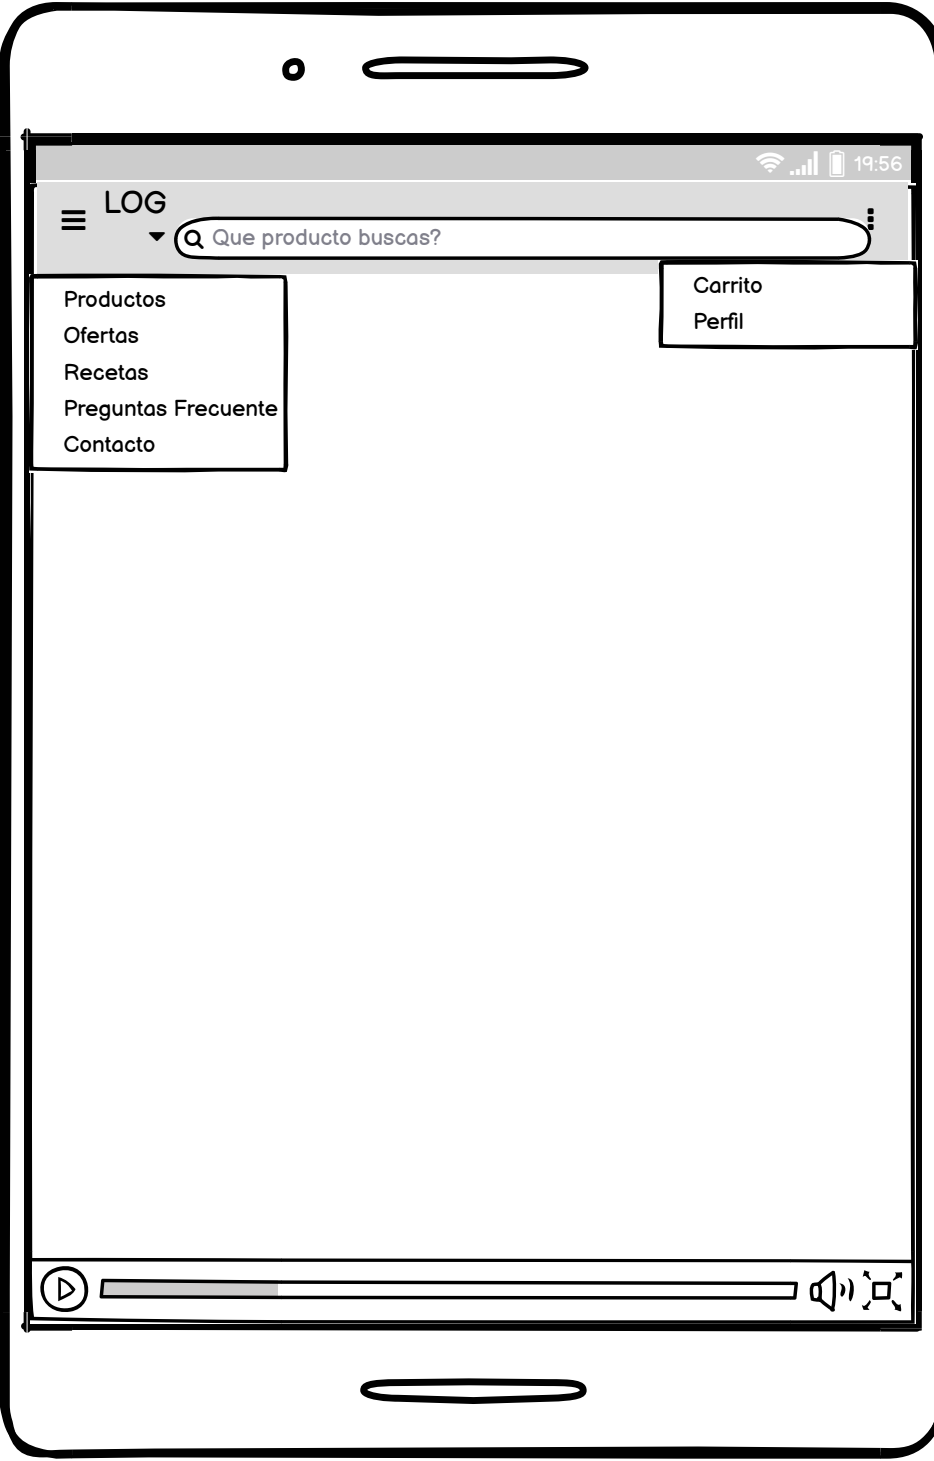 19:56
LOG
Que producto buscas?
Productos
Ofertas
Recetas
Preguntas Frecuente
Contacto
Carrito
Perfil